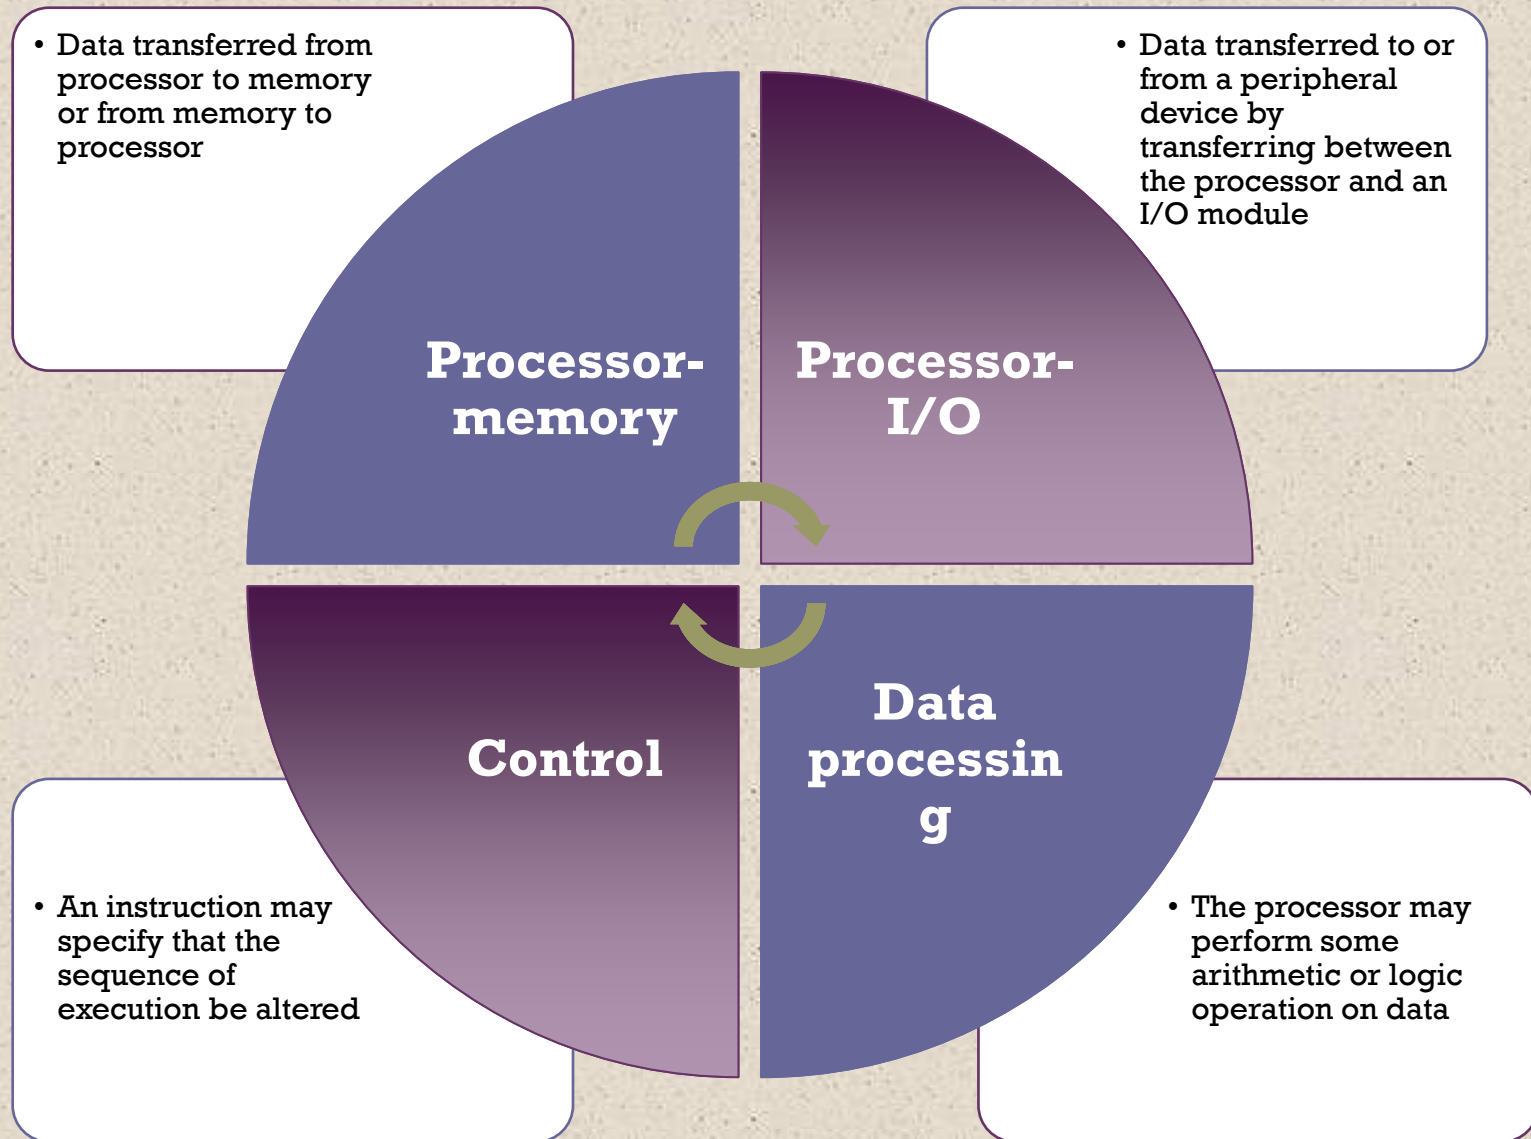 • Data transferred from
processor to memory
or from memory to
processor
• Data transferred to or
from a peripheral
device by
transferring between
the processor and an
I/O module
Processor-
memory
Processor-
I/O
Control
Data
processin
g
• An instruction may
specify that the
sequence of
execution be altered
• The processor may
perform some
arithmetic or logic
operation on data